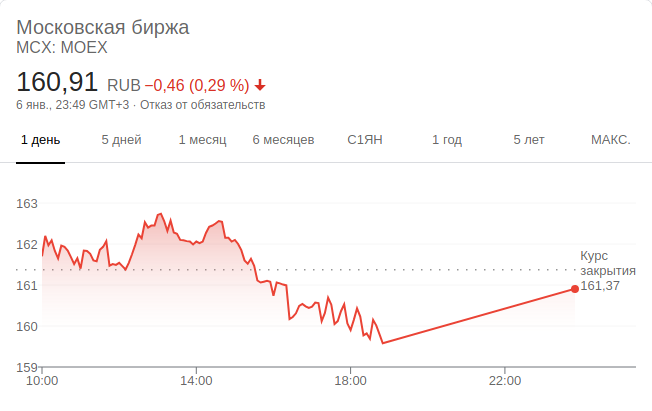 Московская биржа
MCX: MOEX
160,91 RUB −0,46 (0,29 %)
6 янв., 23:49 GMT+3 · Отказ от обязательств
1 день 5 дней 1 месяц 6 месяцев С1ЯН 1 год 5 лет МАКС.
163
162
161
160
159
Курс
закрытия
161,37
10:00 14:00 18:00 22:00